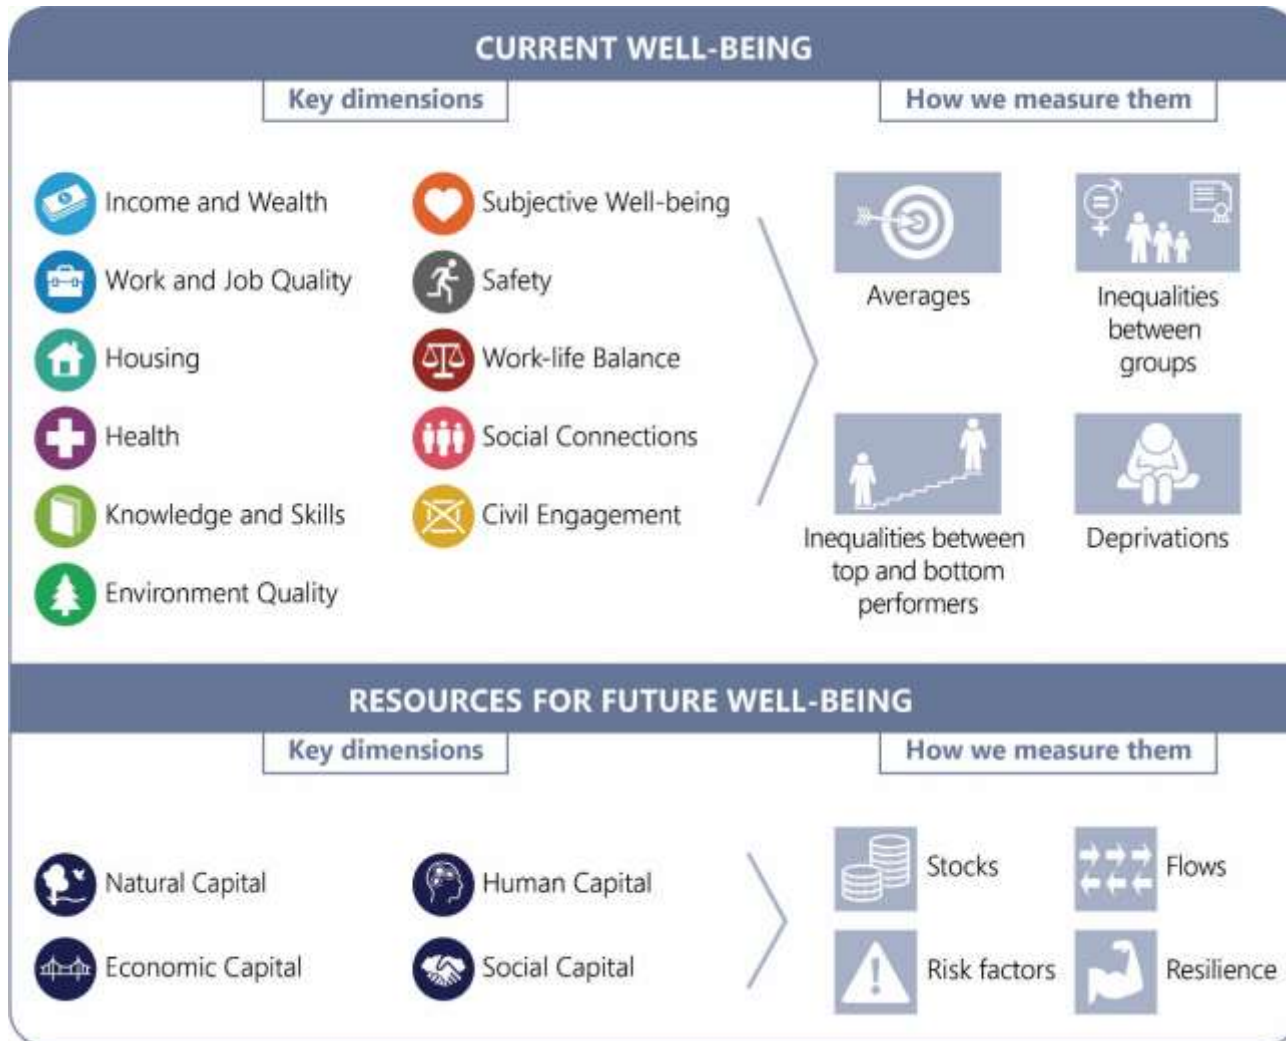 CURRENT WELL-BEING
Key dimensions
How we measure them
Income and Wealth
Work and Job Quality
Housing
Health
Knowledge and Skills
Environment Quality
Subjective Well-being
Safety
Work-life Balance
Social Connections
Civil Engagement
Averages
Inequalities
between
groups
Inequalities between
top and bottom
performers
Deprivations
RESOURCES FOR FUTURE WELL-BEING
Key dimensions
How we measure them
Natural Capital
Economic Capital
Human Capital
Social Capital
Stocks
Flows
Risk factors
Resilience